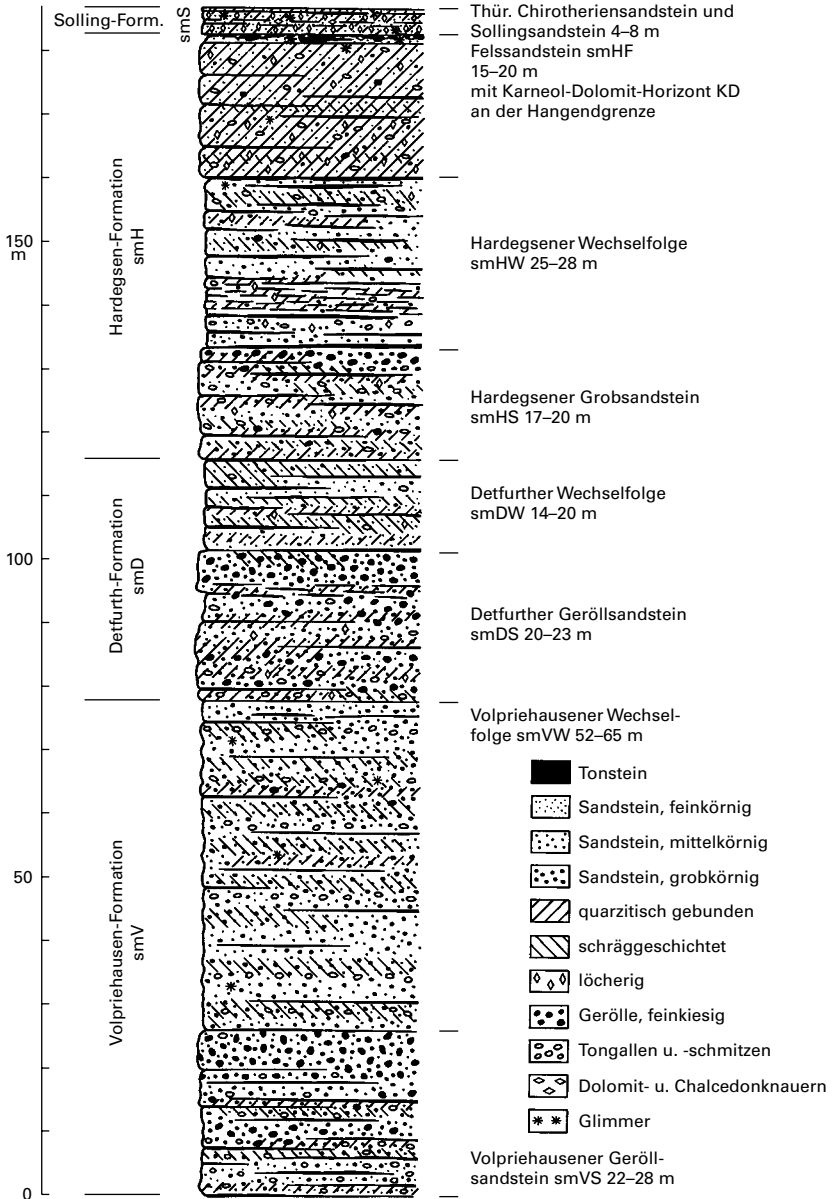 Solling-Form.
smS
Thür. Chirotheriensandstein und
Sollingsandstein 4–8 m
Felssandstein smHF
15–20 m
mit Karneol-Dolomit-Horizont KD
an der Hangendgrenze
Hardegsen-Formation
smH
150
m
Hardegsener Wechselfolge
smHW 25–28 m
Hardegsener Grobsandstein
smHS 17–20 m
Detfurth-Formation
smD
100
Detfurther Wechselfolge
smDW 14–20 m
Detfurther Geröllsandstein
smDS 20–23 m
Volpriehausen-Formation
smV
50
0
Volpriehausener Wechsel-
folge smVW 52–65 m
Tonstein
Sandstein, feinkörnig
Sandstein, mittelkörnig
Sandstein, grobkörnig
quarzitisch gebunden
schräggeschichtet
löcherig
Gerölle, feinkiesig
Tongallen u. -schmitzen
Dolomit- u. Chalcedonknauern
Glimmer
Volpriehausener Geröll-
sandstein smVS 22–28 m